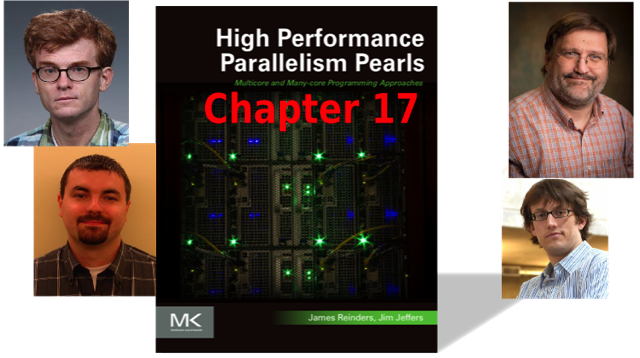 High Performance
Parallelism Pearls
Multicore and Many-core Programming Approaches
Chapter 17
MK
James Reinders, Jim Jeffers